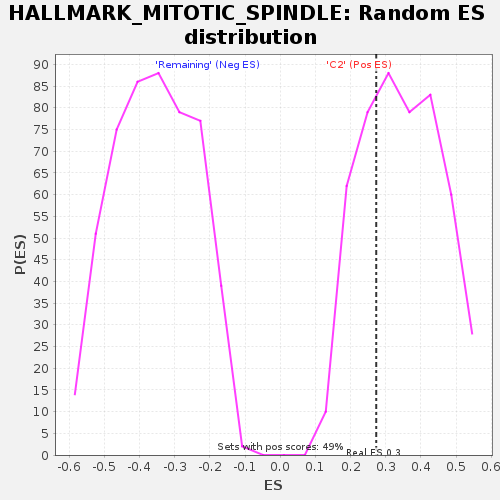 HALLMARK_MITOTIC_SPINDLE: Random ES
distribution
'Remaining' (Neg ES)
'C2' (Pos ES)
90
85
80
75
70
65
60
55
50
45
40
35
30
25
20
15
10
5
0
P(ES)
Sets with pos scores: 49%
Real ES 0.3
-0.6 -0.5 -0.4 -0.3 -0.2 -0.1 0.0 0.1 0.2 0.3 0.4 0.5 0.6
ES